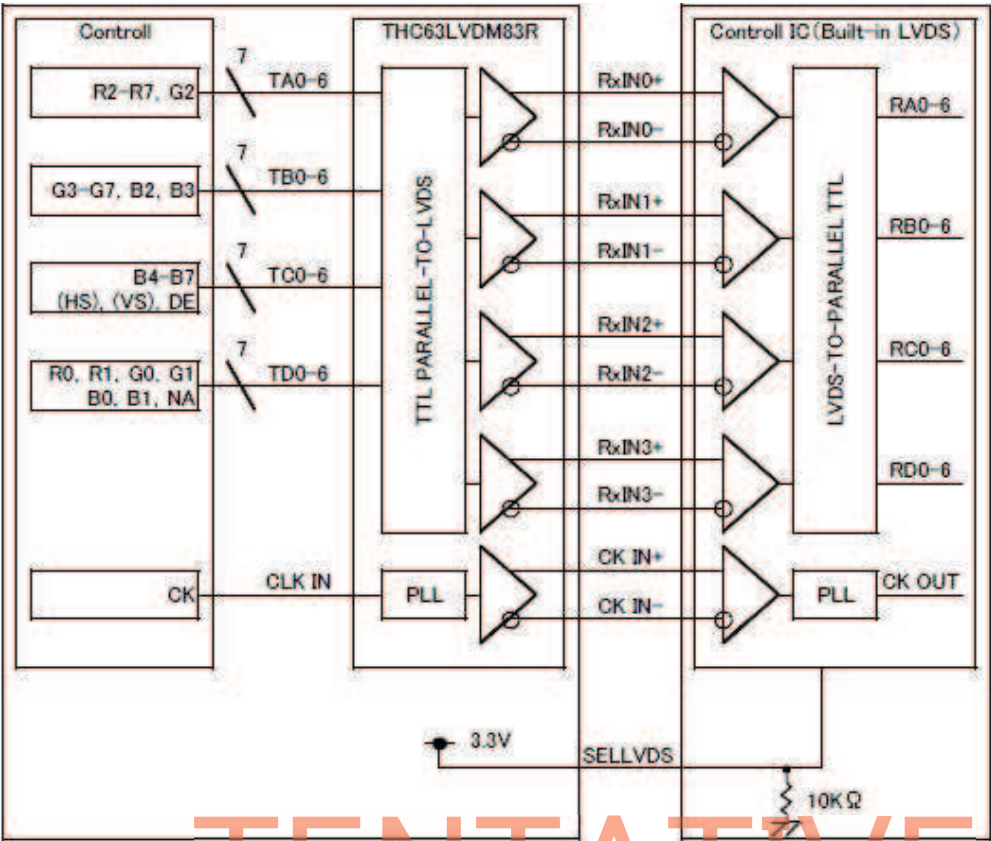 Controll
THC63LVDM83R
Controll IC(Built-in LVDS)
R2-R7, G2
7
TA0-6
RxIN0+
RxIN0-
RA0-6
G3-G7, B2, B3
7
TB0-6
RxIN1+
RxIN1-
RB0-6
B4-B7
(HS), (VS), DE
7
TC0-6
RxIN2+
RxIN2-
RC0-6
R0, R1, G0, G1
B0, B1, NA
7
TD0-6
RxIN3+
RxIN3-
RD0-6
TTL PARALLEL-TO-LVDS
LVDS-TO-PARALLEL TTL
CK
CLK IN
PLL
CK IN+
CK IN-
PLL
CK OUT
3.3V
SELLVDS
10KΩ
TENTATIVE